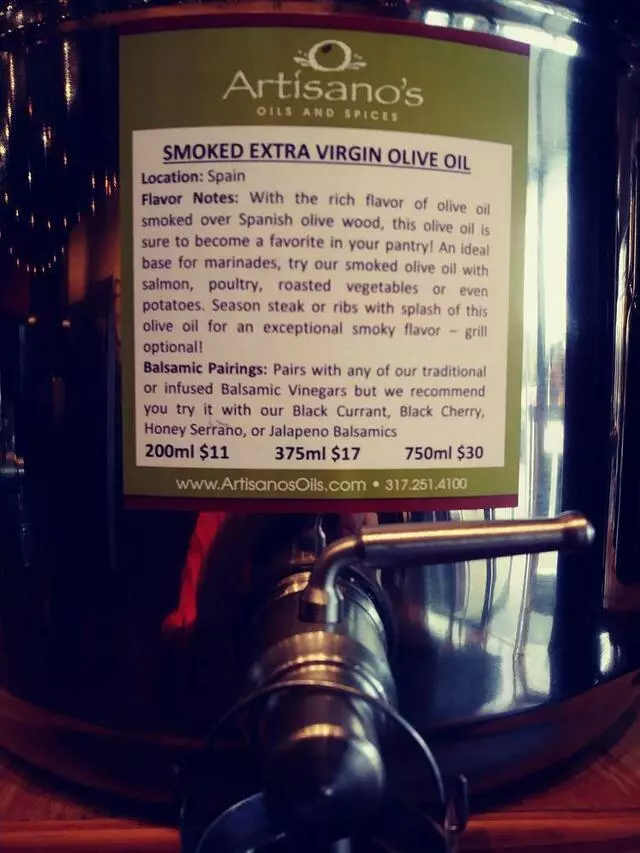 Artisano's
OILS AND SPICES
SMOKED EXTRA VIRGIN OLIVE OIL
Location: Spain
Flavor Notes: With the rich flavor of olive oil
smoked over Spanish olive wood, this olive oil is
sure to become a favorite in your pantry! An ideal
base for marinades, try our smoked olive oil with
salmon, poultry, roasted vegetables or even
potatoes. Season steak or ribs with splash of this
olive oil for an exceptional smoky flavor – grill
optional!
Balsamic Pairings: Pairs with any of our traditional
or infused Balsamic Vinegars but we recommend
you try it with our Black Currant, Black Cherry,
Honey Serrano, or Jalapeno Balsamics
200ml $11 375ml $17 750ml $30
www.ArtisanosOils.com • 317.251.4100